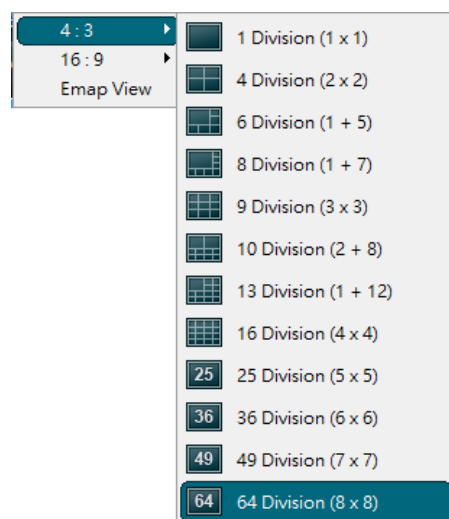 4 : 3
16 : 9
Emap View
1 Division (1 x 1)
4 Division (2 x 2)
6 Division (1 + 5)
8 Division (1 + 7)
9 Division (3 x 3)
10 Division (2 + 8)
13 Division (1 + 12)
16 Division (4 x 4)
25 25 Division (5 x 5)
36 36 Division (6 x 6)
49 49 Division (7 x 7)
64 64 Division (8 x 8)